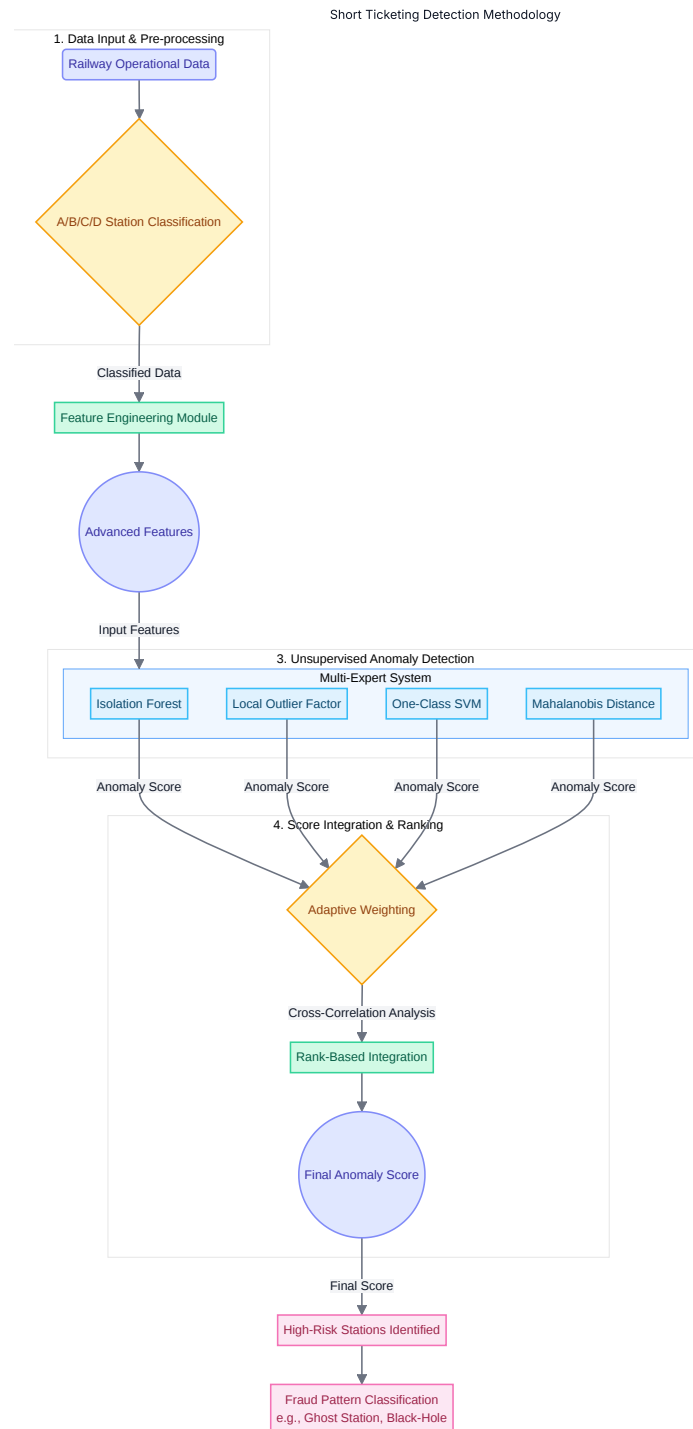 Short Ticketing Detection Methodology
1. Data Input & Pre-processing
Railway Operational Data
A/B/C/D Station Classification
Classified Data
Feature Engineering Module
Advanced Features
Input Features
3. Unsupervised Anomaly Detection
Multi-Expert System
Isolation Forest
Local Outlier Factor
One-Class SVM
Mahalanobis Distance
Anomaly Score
Anomaly Score
Anomaly Score
Anomaly Score
4. Score Integration & Ranking
Adaptive Weighting
Cross-Correlation Analysis
Rank-Based Integration
Final Anomaly Score
Final Score
High-Risk Stations Identified
Fraud Pattern Classification
e.g., Ghost Station, Black-Hole